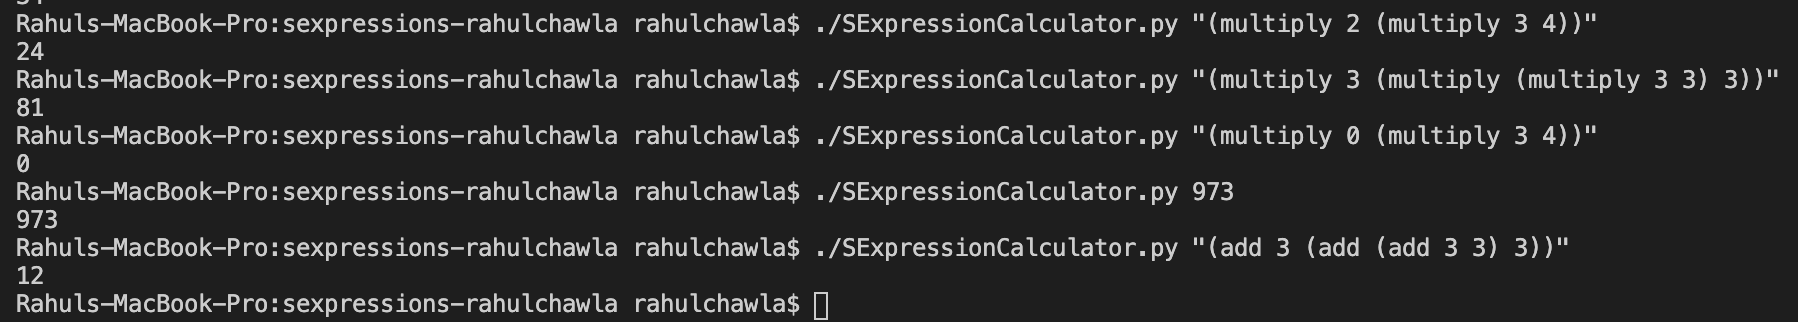 Rahuls-MacBook-Pro:sexpressions-rahulchawla rahulchawla$ ./SExpressionCalculator.py "(multiply 2 (multiply 3 4))"
24
Rahuls-MacBook-Pro:sexpressions-rahulchawla rahulchawla$ ./SExpressionCalculator.py "(multiply 3 (multiply (multiply 3 3) 3))"
81
Rahuls-MacBook-Pro:sexpressions-rahulchawla rahulchawla$ ./SExpressionCalculator.py "(multiply 0 (multiply 3 4))"
0
Rahuls-MacBook-Pro:sexpressions-rahulchawla rahulchawla$ ./SExpressionCalculator.py 973
973
Rahuls-MacBook-Pro:sexpressions-rahulchawla rahulchawla$ ./SExpressionCalculator.py "(add 3 (add (add 3 3) 3))"
12
Rahuls-MacBook-Pro:sexpressions-rahulchawla rahulchawla$